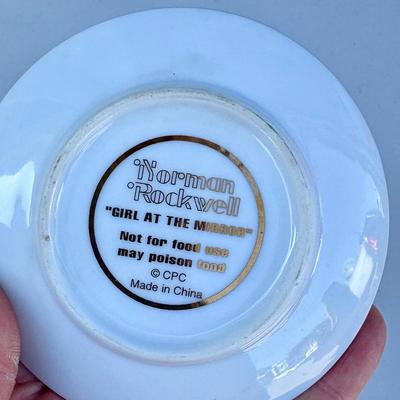 Norman
Rockwell
"GIRL AT THE MIRROR"
Not for food use
may poison food
© CPC
Made in China